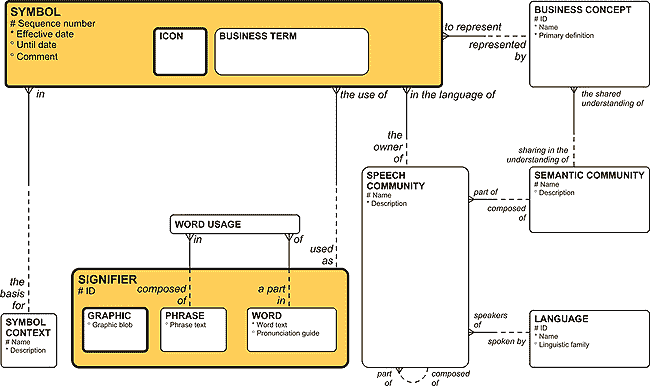 SYMBOL
# Sequence number
* Effective date
° Until date
° Comment
ICON
BUSINESS TERM
to represent
represented
by
BUSINESS CONCEPT
# ID
* Name
* Primary definition
in
the use of
in the language of
the shared
understanding of
the
owner
of
sharing in the
understanding of
SPEECH
COMMUNITY
# Name
* Description
part of
composed
of
SEMANTIC COMMUNITY
# Name
° Description
WORD USAGE
in
of
used
as
the
basis
for
SIGNIFIER
# ID
composed
of
a part
in
GRAPHIC
° Graphic blob
PHRASE
° Phrase text
WORD
* Word text
° Pronunciation guide
SYMBOL
CONTEXT
# Name
* Description
speakers
of
spoken by
LANGUAGE
# ID
* Name
° Linguistic family
part
of
composed
of